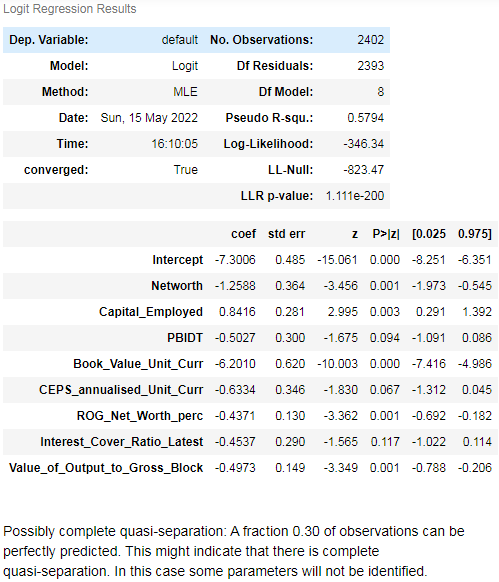 Logit Regression Results
Dep. Variable: default No. Observations: 2402
Model: Logit Df Residuals: 2393
Method: MLE Df Model: 8
Date: Sun, 15 May 2022 Pseudo R-squ.: 0.5794
Time: 16:10:05 Log-Likelihood: -346.34
converged: True LL-Null: -823.47
LLR p-value: 1.111e-200
coef std err z P>|z| [0.025 0.975]
Intercept -7.3006 0.485 -15.061 0.000 -8.251 -6.351
Networth -1.2588 0.364 -3.456 0.001 -1.973 -0.545
Capital_Employed 0.8416 0.281 2.995 0.003 0.291 1.392
PBIDT -0.5027 0.300 -1.675 0.094 -1.091 0.086
Book_Value_Unit_Curr -6.2010 0.620 -10.003 0.000 -7.416 -4.986
CEPS_annualised_Unit_Curr -0.6334 0.346 -1.830 0.067 -1.312 0.045
ROG_Net_Worth_perc -0.4371 0.130 -3.362 0.001 -0.692 -0.182
Interest_Cover_Ratio_Latest -0.4537 0.290 -1.565 0.117 -1.022 0.114
Value_of_Output_to_Gross_Block -0.4973 0.149 -3.349 0.001 -0.788 -0.206
Possibly complete quasi-separation: A fraction 0.30 of observations can be
perfectly predicted. This might indicate that there is complete
quasi-separation. In this case some parameters will not be identified.